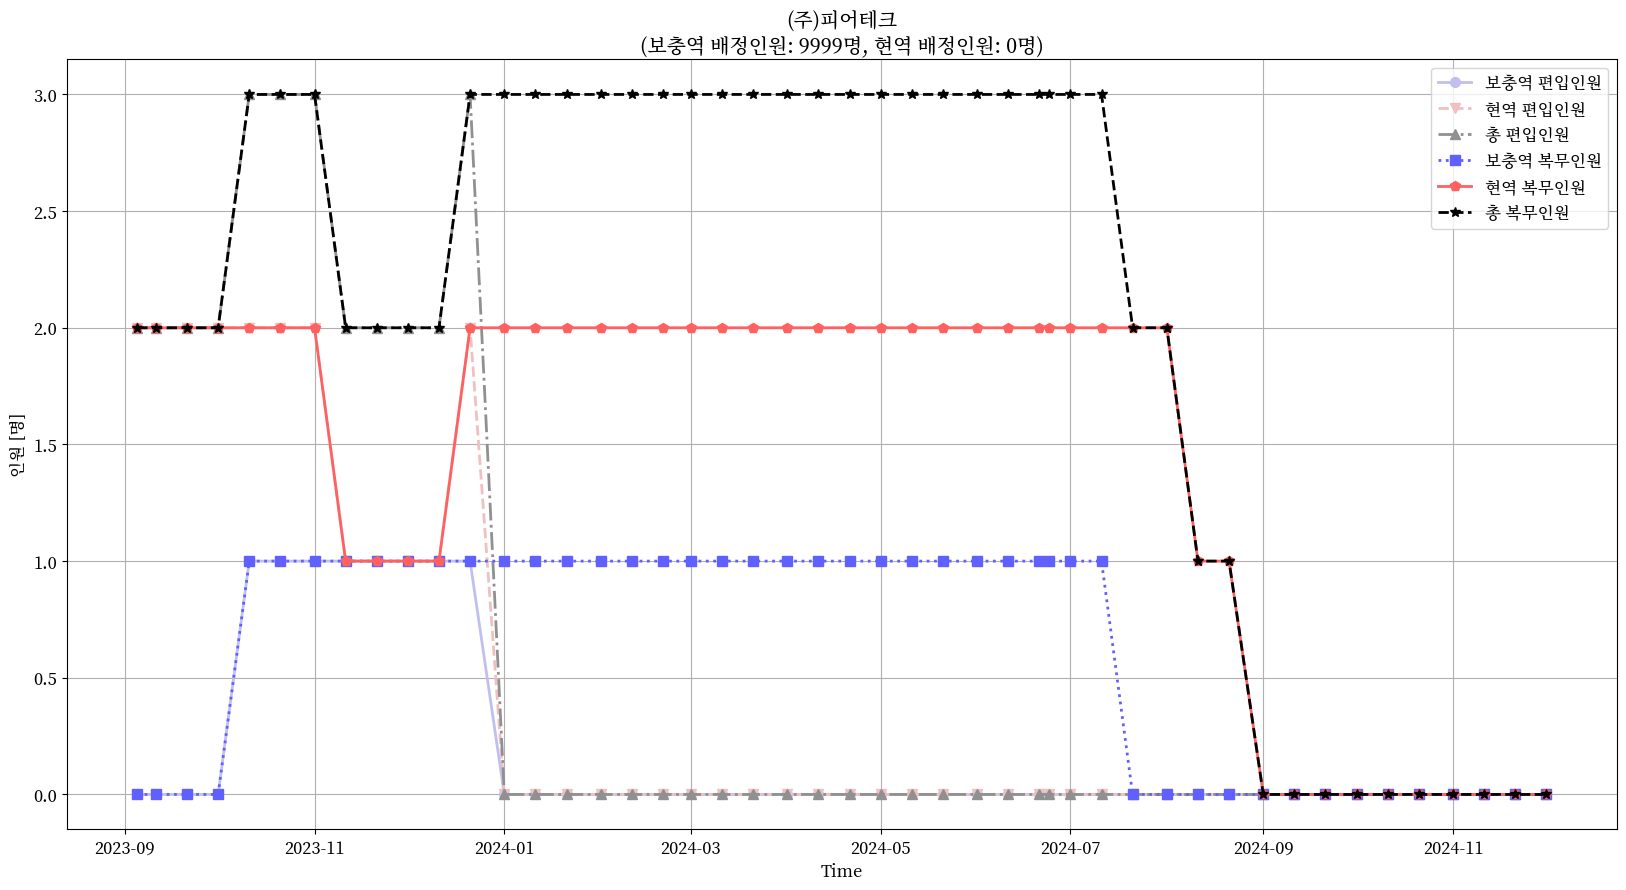 (주)피어테크
(보충역 배정인원: 9999명, 현역 배정인원: 0명)
보충역 편입인원
현역 편입인원
총 편입인원
보충역 복무인원
현역 복무인원
총 복무인원
인원 [명]
3.0
2.5
2.0
1.5
1.0
0.5
0.0
2023-09 2023-11 2024-01 2024-03 2024-05 2024-07 2024-09 2024-11
Time